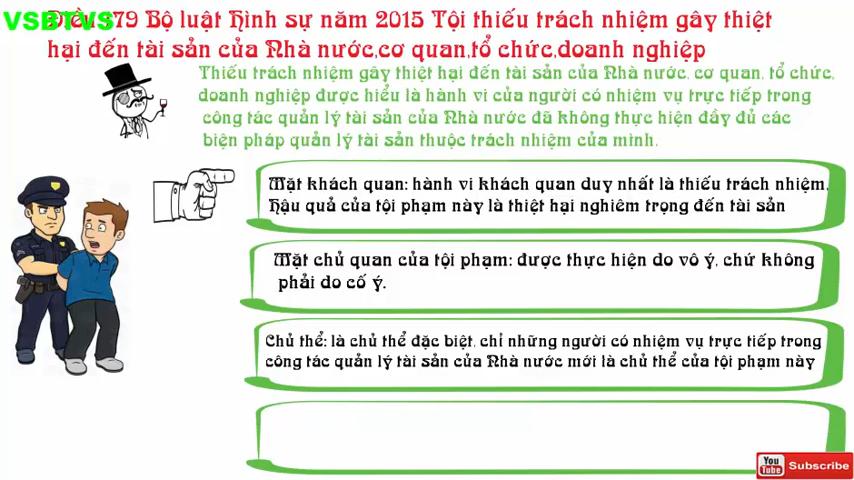 VSBTVS
Điều 179 Bộ luật Hình sự năm 2015 Tội thiếu trách nhiệm gây thiệt
hại đến tài sản của Nhà nước,cơ quan,tổ chức,doanh nghiệp
Thiếu trách nhiệm gây thiệt hại đến tài sản của Nhà nước, cơ quan, tổ chức,
doanh nghiệp được hiểu là hành vi của người có nhiệm vụ trực tiếp trong
công tác quản lý tài sản của Nhà nước đã không thực hiện đầy đủ các
biện pháp quản lý tài sản thuộc trách nhiệm của mình.
Mặt khách quan: hành vi khách quan duy nhất là thiếu trách nhiệm,
Hậu quả của tội phạm này là thiệt hại nghiêm trọng đến tài sản
Mặt chủ quan của tội phạm: được thực hiện do vô ý, chứ không
phải do cố ý.
Chủ thể: là chủ thể đặc biệt, chỉ những người có nhiệm vụ trực tiếp trong
công tác quản lý tài sản của Nhà nước mới là chủ thể của tội phạm này
You Tube Subscribe